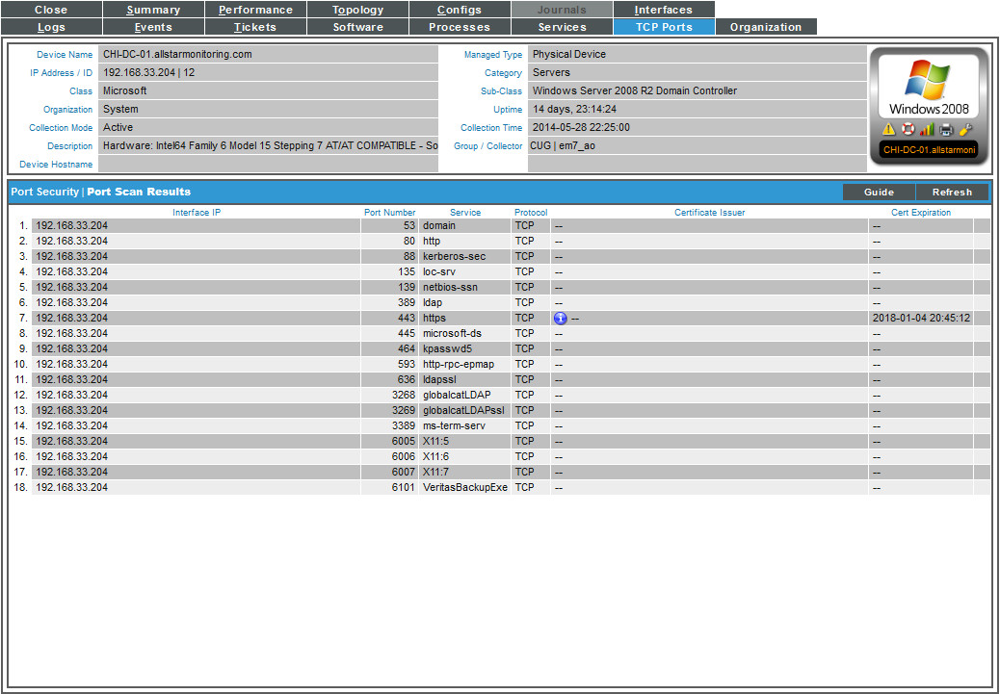 Close Summary Performance Topology Configs Journals Interfaces
Logs Events Tickets Software Processes Services TCP Ports Organization
Device Name CHI-DC-01.allstarmonitoring.com Managed Type Physical Device
IP Address / ID 192.168.33.204 | 12 Category Servers
Class Microsoft Sub-Class Windows Server 2008 R2 Domain Controller
Organization System Uptime 14 days, 23:14:24
Collection Mode Active Collection Time 2014-05-28 22:25:00
Description Hardware: Intel64 Family 6 Model 15 Stepping 7 AT/AT COMPATIBLE - So Group / Collector CUG | em7_ao
Device Hostname
Windows 2008
CHI-DC-01.allstarmoni
Port Security | Port Scan Results Guide Refresh
Interface IP Port Number Service Protocol Certificate Issuer Cert Expiration
1. 192.168.33.204 53 domain TCP -- --
2. 192.168.33.204 80 http TCP -- --
3. 192.168.33.204 88 kerberos-sec TCP -- --
4. 192.168.33.204 135 loc-srv TCP -- --
5. 192.168.33.204 139 netbios-ssn TCP -- --
6. 192.168.33.204 389 ldap TCP -- --
7. 192.168.33.204 443 https TCP i -- 2018-01-04 20:45:12
8. 192.168.33.204 445 microsoft-ds TCP -- --
9. 192.168.33.204 464 kpasswd5 TCP -- --
10. 192.168.33.204 593 http-rpc-epmap TCP -- --
11. 192.168.33.204 636 ldapssl TCP -- --
12. 192.168.33.204 3268 globalcatLDAP TCP -- --
13. 192.168.33.204 3269 globalcatLDAPssl TCP -- --
14. 192.168.33.204 3389 ms-term-serv TCP -- --
15. 192.168.33.204 6005 X11:5 TCP -- --
16. 192.168.33.204 6006 X11:6 TCP -- --
17. 192.168.33.204 6007 X11:7 TCP -- --
18. 192.168.33.204 6101 VeritasBackupExe TCP -- --